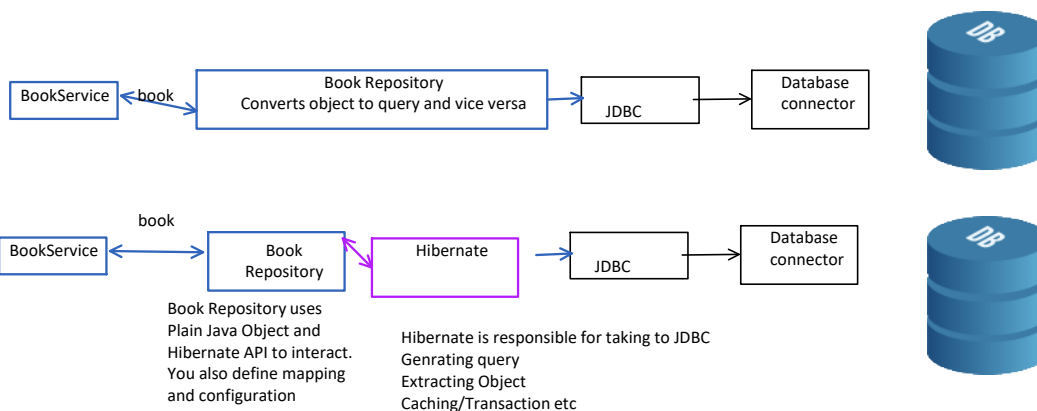 DB
BookService
book
Book Repository
Converts object to query and vice versa
JDBC
Database
connector
book
BookService
Book
Repository
Hibernate
JDBC
Database
connector
DB
Book Repository uses
Plain Java Object and
Hibernate API to interact.
You also define mapping
and configuration
Hibernate is responsible for taking to JDBC
Genrating query
Extracting Object
Caching/Transaction etc